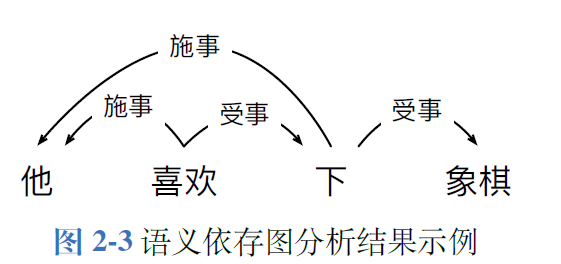 施事
施事 受事 受事
他 喜欢 下 象棋
图 2-3 语义依存图分析结果示例